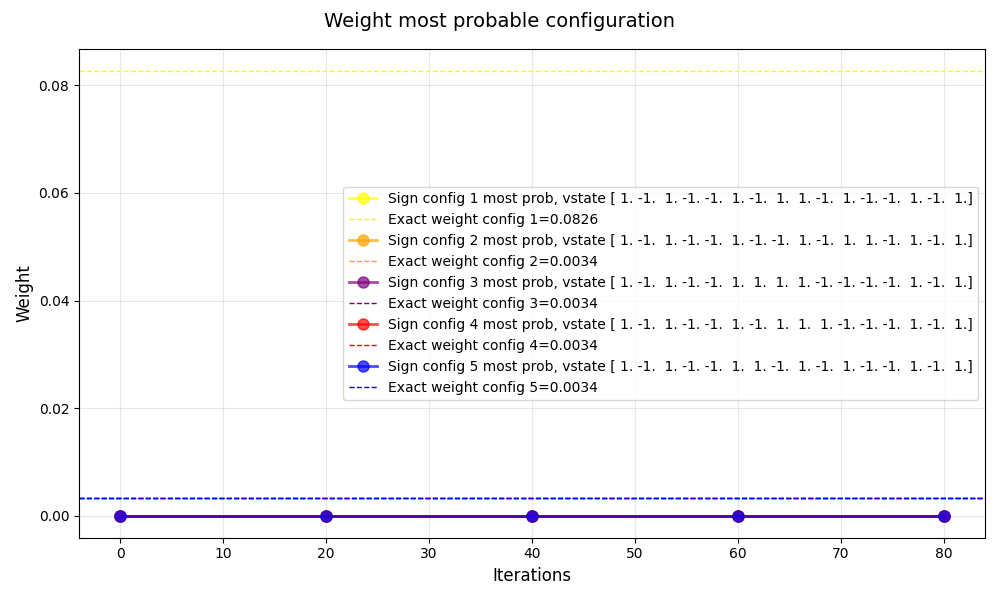 Weight most probable configuration
Weight
0.08
0.06
0.04
0.02
0.00
Sign config 1 most prob, vstate [ 1. -1.  1. -1. -1.  1. -1.  1.  1. -1.  1. -1. -1.  1. -1.  1.]
Exact weight config 1=0.0826
Sign config 2 most prob, vstate [ 1. -1.  1. -1. -1.  1. -1. -1.  1. -1.  1.  1. -1.  1. -1.  1.]
Exact weight config 2=0.0034
Sign config 3 most prob, vstate [ 1. -1.  1. -1. -1.  1.  1.  1.  1. -1. -1. -1. -1.  1. -1.  1.]
Exact weight config 3=0.0034
Sign config 4 most prob, vstate [ 1. -1.  1. -1. -1.  1. -1.  1.  1.  1. -1. -1. -1.  1. -1.  1.]
Exact weight config 4=0.0034
Sign config 5 most prob, vstate [ 1. -1.  1. -1. -1.  1.  1. -1.  1. -1.  1. -1. -1.  1. -1.  1.]
Exact weight config 5=0.0034
0 10 20 30 40 50 60 70 80
Iterations